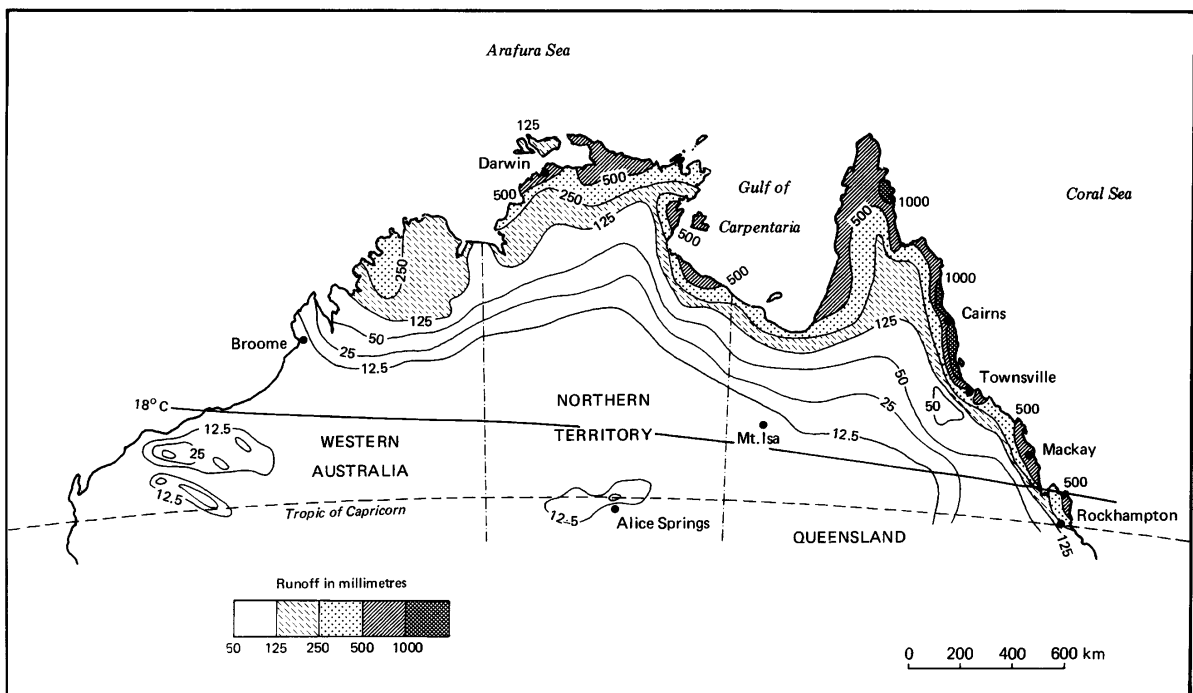 Arafura Sea
125
Darwin
500
500
250
250
125
125
50
25
12.5
Broome
Gulf of
Carpentaria
500
500
500
1000
1000
125
Coral Sea
Cairns
Townsville
50
25
50
12.5
500
Mackay
500
Rockhampton
125
18°C
12.5
25
12.5
WESTERN
AUSTRALIA
NORTHERN
TERRITORY
Mt. Isa
Tropic of Capricorn
12.5
Alice Springs
QUEENSLAND
Runoff in millimetres
50 125 250 500 1000
0 200 400 600 km